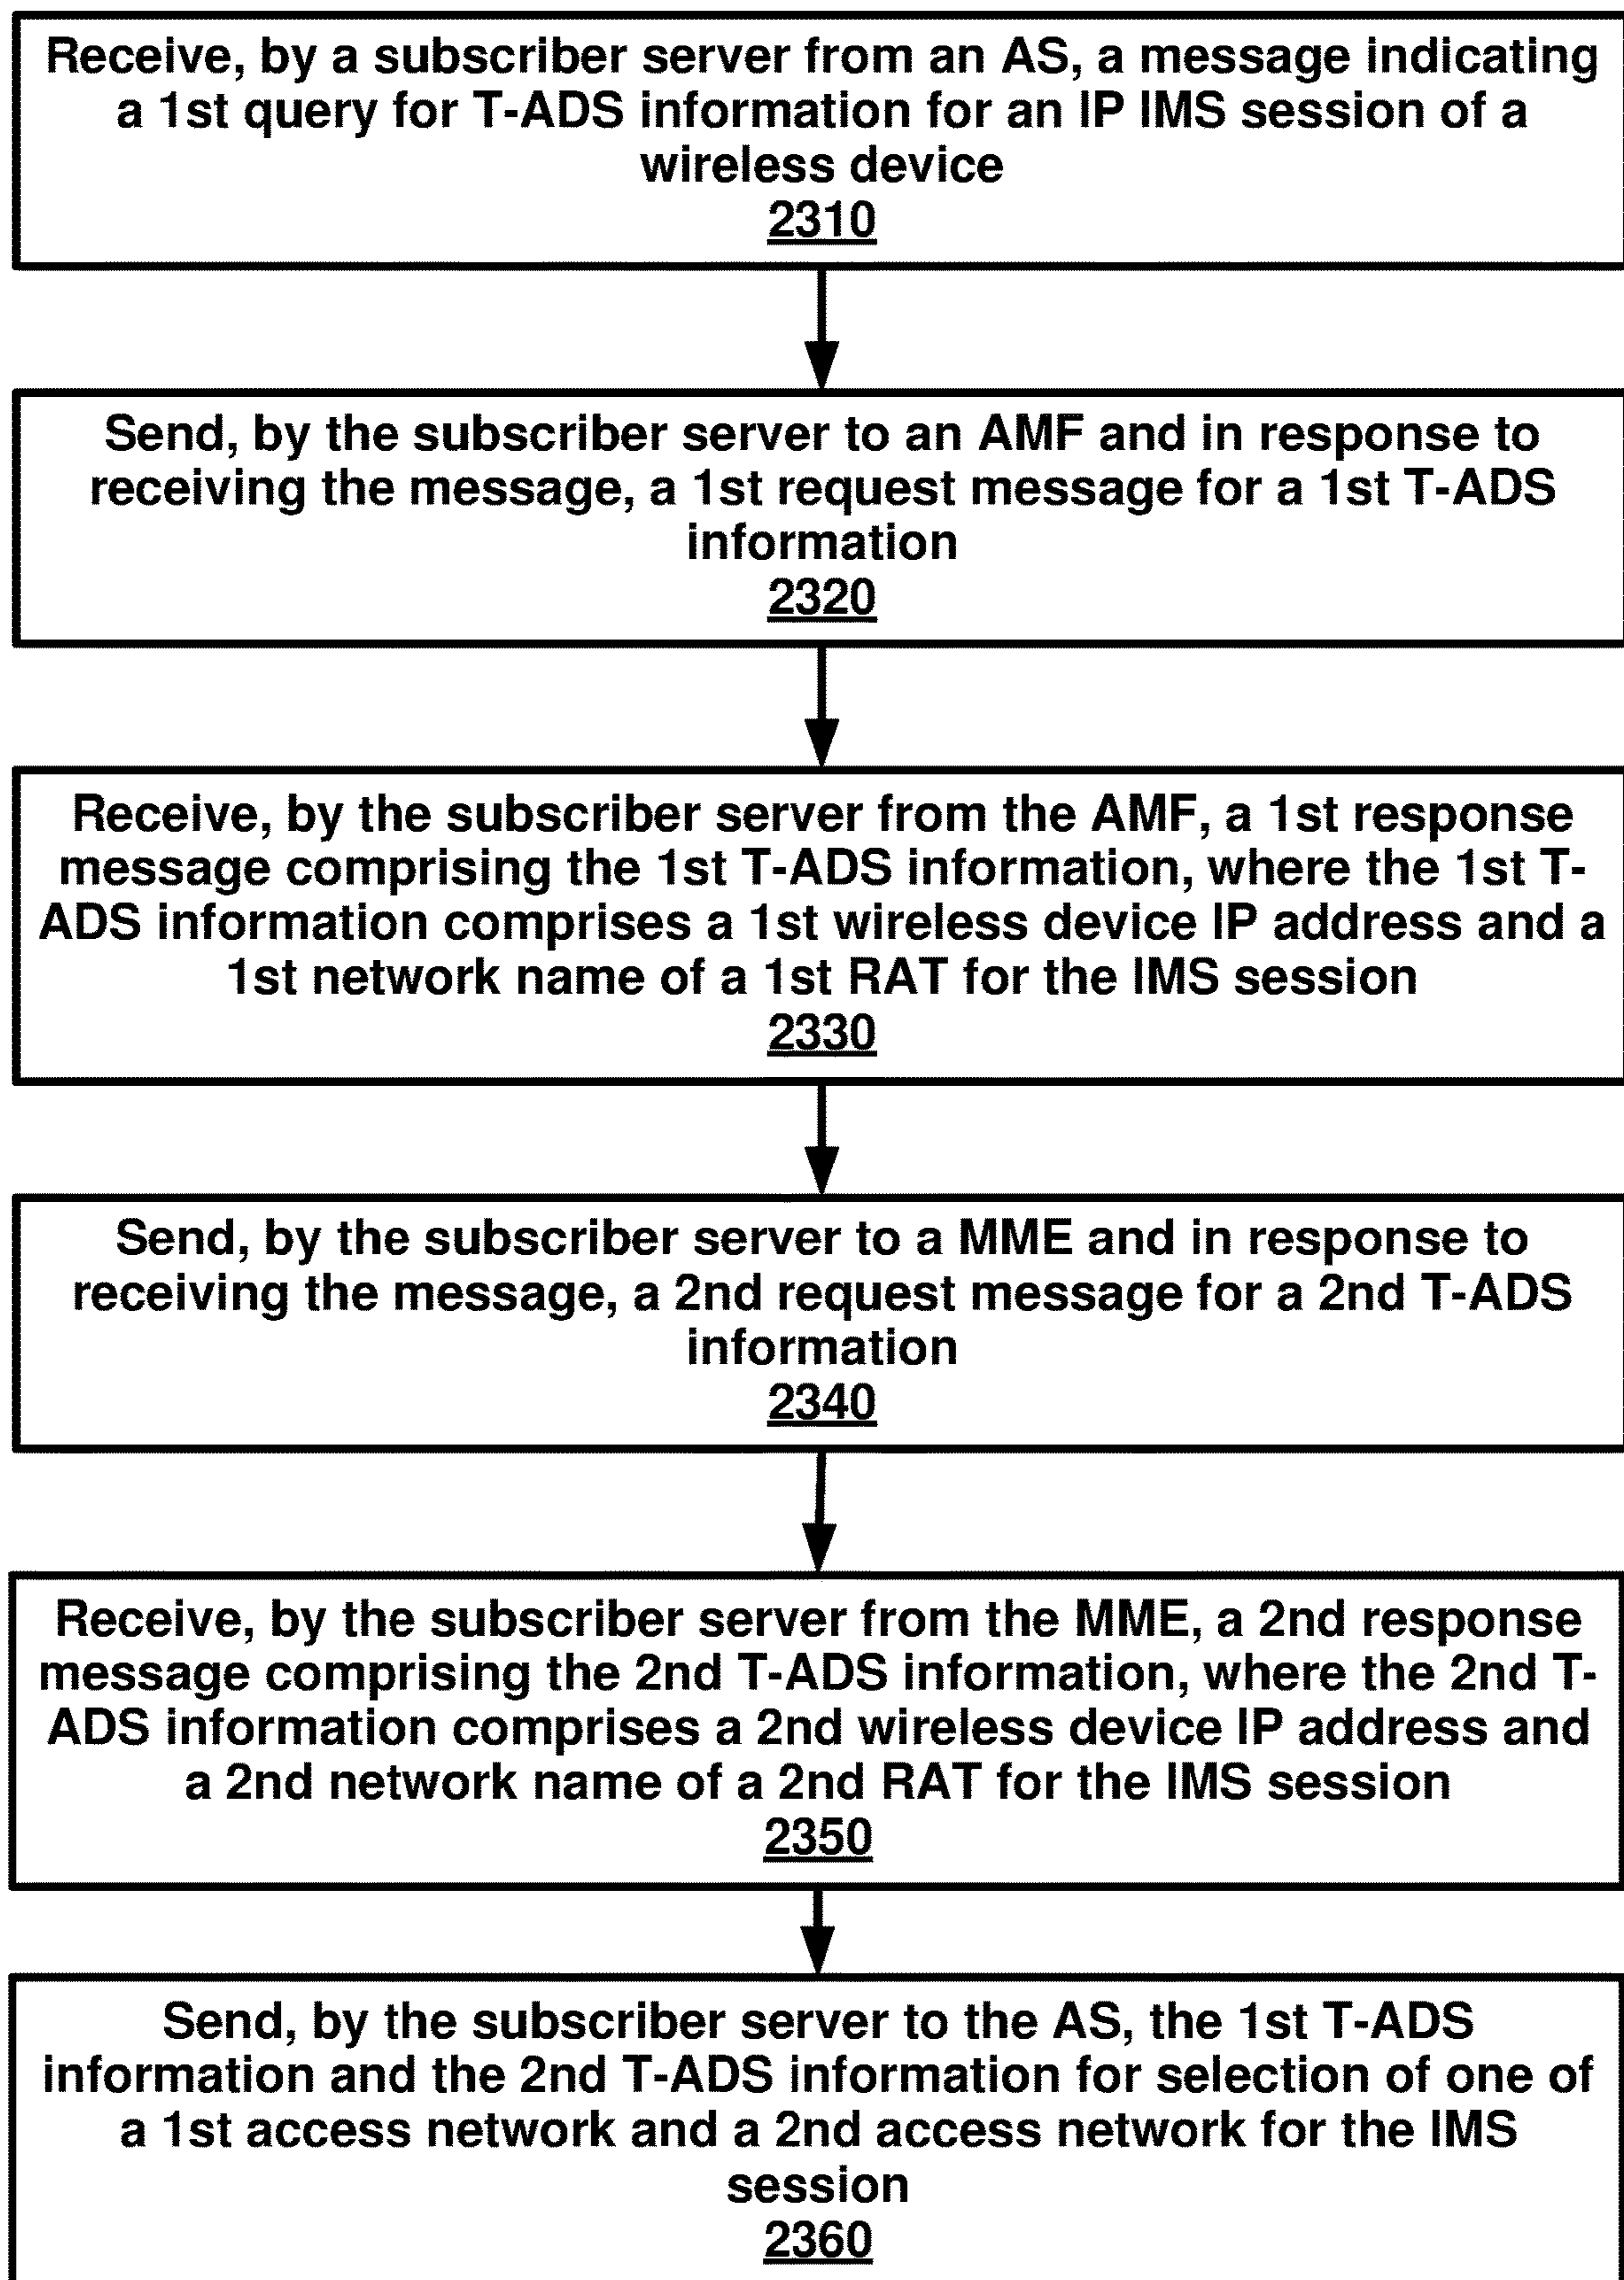 Receive, by a subscriber server from an AS, a message indicating
a 1st query for T-ADS information for an IP IMS session of a
wireless device
2310
Send, by the subscriber server to an AMF and in response to
receiving the message, a 1st request message for a 1st T-ADS
information
2320
Receive, by the subscriber server from the AMF, a 1st response
message comprising the 1st T-ADS information, where the 1st T-
ADS information comprises a 1st wireless device IP address and a
1st network name of a 1st RAT for the IMS session
2330
Send, by the subscriber server to a MME and in response to
receiving the message, a 2nd request message for a 2nd T-ADS
information
2340
Receive, by the subscriber server from the MME, a 2nd response
message comprising the 2nd T-ADS information, where the 2nd T-
ADS information comprises a 2nd wireless device IP address and
a 2nd network name of a 2nd RAT for the IMS session
2350
Send, by the subscriber server to the AS, the 1st T-ADS
information and the 2nd T-ADS information for selection of one of
a 1st access network and a 2nd access network for the IMS
session
2360